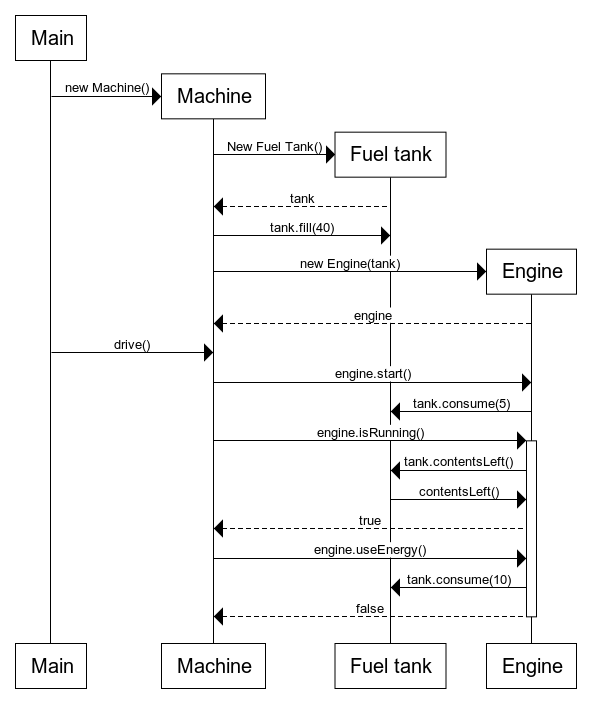 Main
new Machine()
Machine
New Fuel Tank()
Fuel tank
tank
tank.fill(40)
new Engine(tank)
Engine
engine
drive()
engine.start()
tank.consume(5)
engine.isRunning()
tank.contentsLeft()
contentsLeft()
true
engine.useEnergy()
tank.consume(10)
false
Main
Machine
Fuel tank
Engine